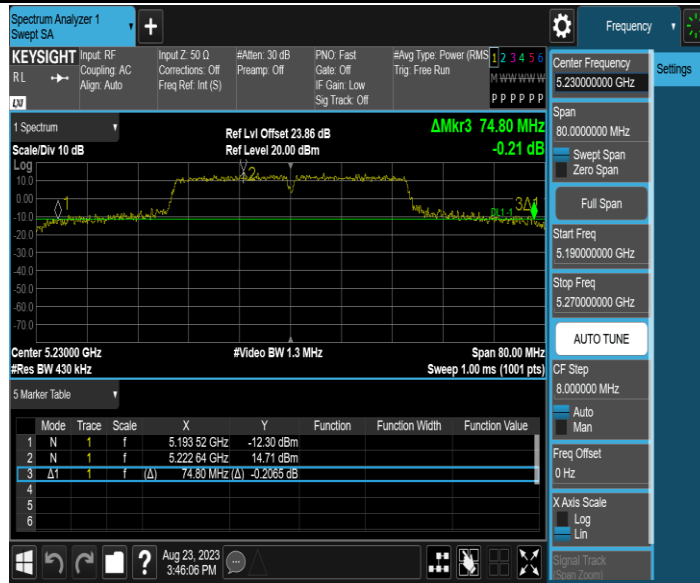 Spectrum Analyzer 1
Swept SA
+
Frequency
KEYSIGHT
RL
LXI
Input: RF
Coupling: AC
Align: Auto
Input Z: 50 Ω
Corrections: Off
Freq Ref: Int (S)
#Atten: 30 dB
Preamp: Off
PNO: Fast
Gate: Off
IF Gain: Low
Sig Track: Off
#Avg Type: Power (RMS
Trig: Free Run
1 2 3 4 5 6
M W W W W W
P P P P P P
Center Frequency
5.230000000 GHz
Settings
Span
80.0000000 MHz
Swept Span
Zero Span
Full Span
Start Freq
5.190000000 GHz
Stop Freq
5.270000000 GHz
AUTO TUNE
CF Step
8.000000 MHz
Auto
Man
Freq Offset
0 Hz
X Axis Scale
Log
Lin
Signal Track
(Span Zoom)
1 Spectrum
Scale/Div 10 dB
Ref Lvl Offset 23.86 dB
Ref Level 20.00 dBm
ΔMkr3 74.80 MHz
-0.21 dB
Log
10.0
0.00
-10.0
-20.0
-30.0
-40.0
-50.0
-60.0
-70.0
1
2
3Δ1
Center 5.23000 GHz
#Res BW 430 kHz
#Video BW 1.3 MHz
Span 80.00 MHz
Sweep 1.00 ms (1001 pts)
5 Marker Table
Mode Trace Scale X Y Function Function Width Function Value
1 N 1 f 5.193 52 GHz -12.30 dBm
2 N 1 f 5.222 64 GHz 14.71 dBm
3 Δ1 1 f (Δ) 74.80 MHz (Δ) -0.2065 dB
4
5
6
?
Aug 23, 2023
3:46:06 PM